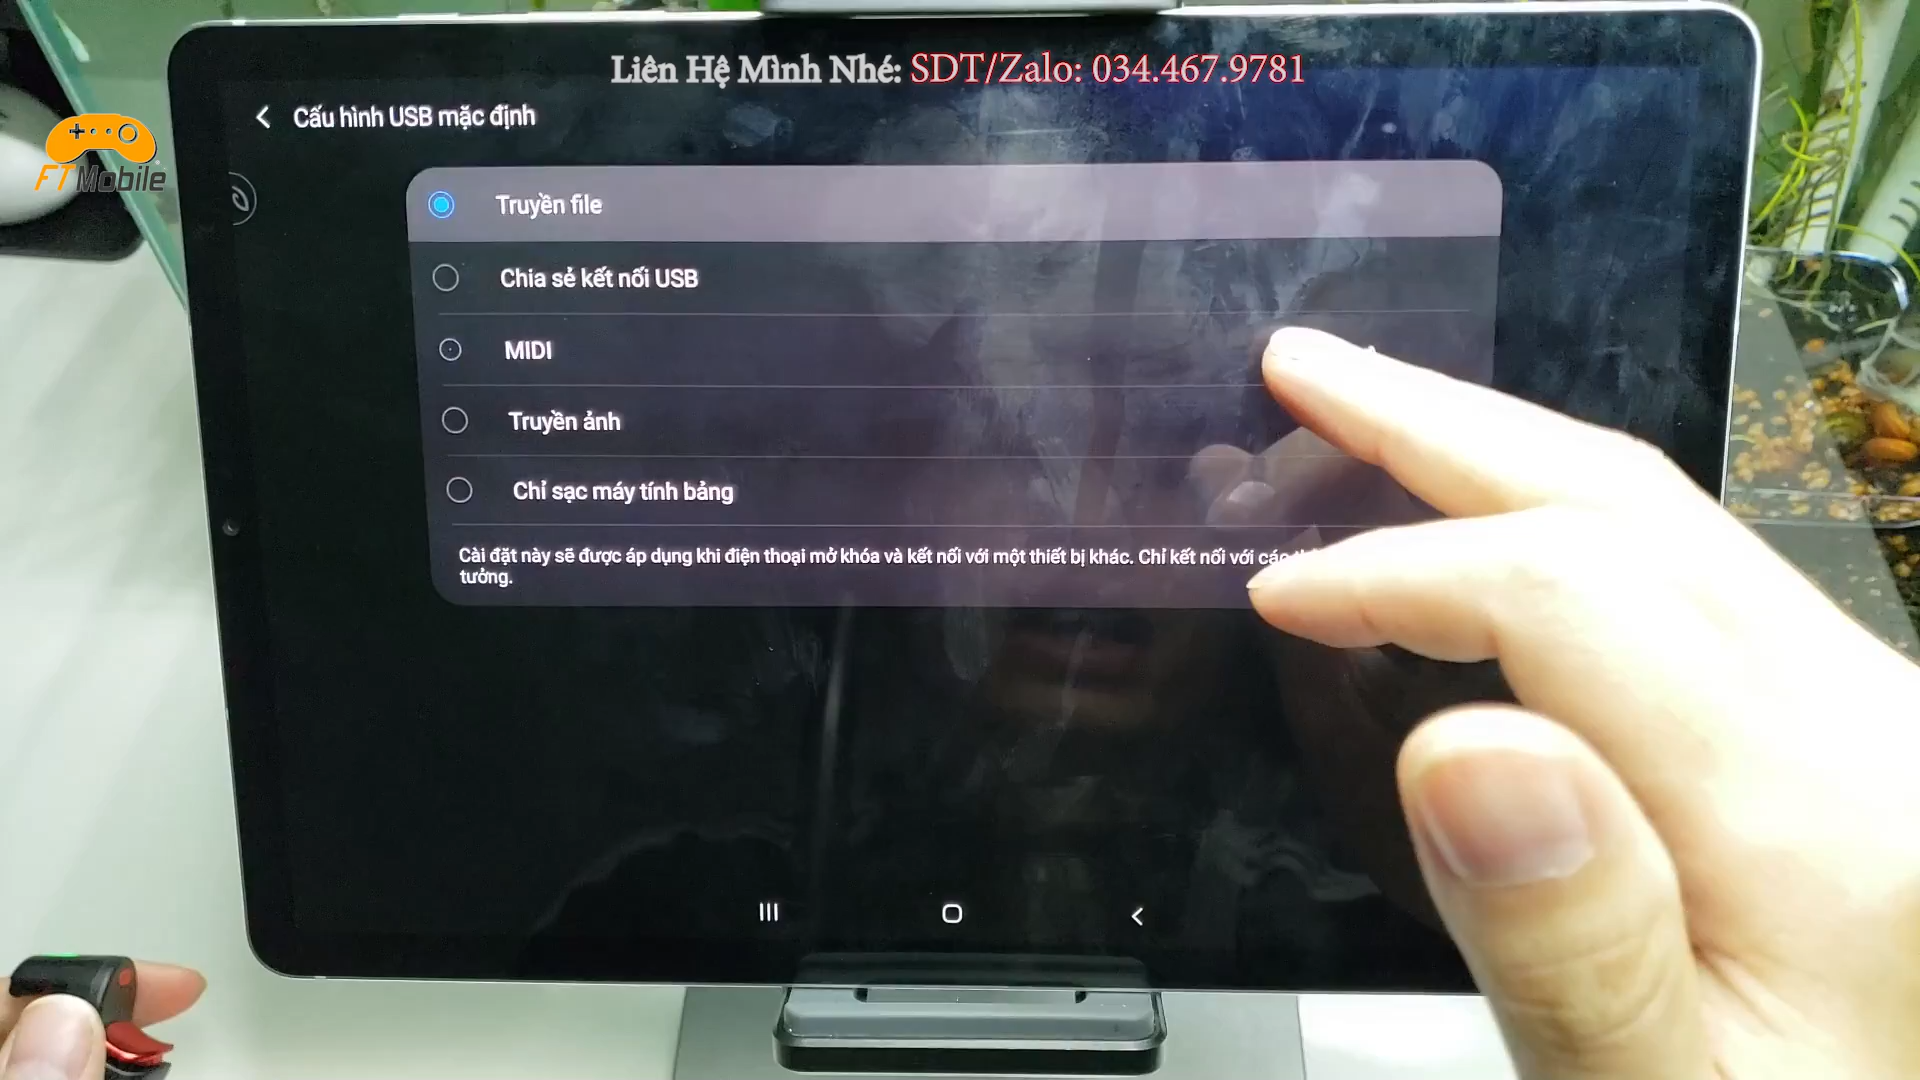 Liên Hệ Mình Nhé: SDT/Zalo: 034.467.9781
FTMobile
Cấu hình USB mặc định
Truyền file
Chia sẻ kết nối USB
MIDI
Truyền ảnh
Chỉ sạc máy tính bảng
Cài đặt này sẽ được áp dụng khi điện thoại mở khóa và kết nối với một thiết bị khác. Chỉ kết nối với các
tưởng.